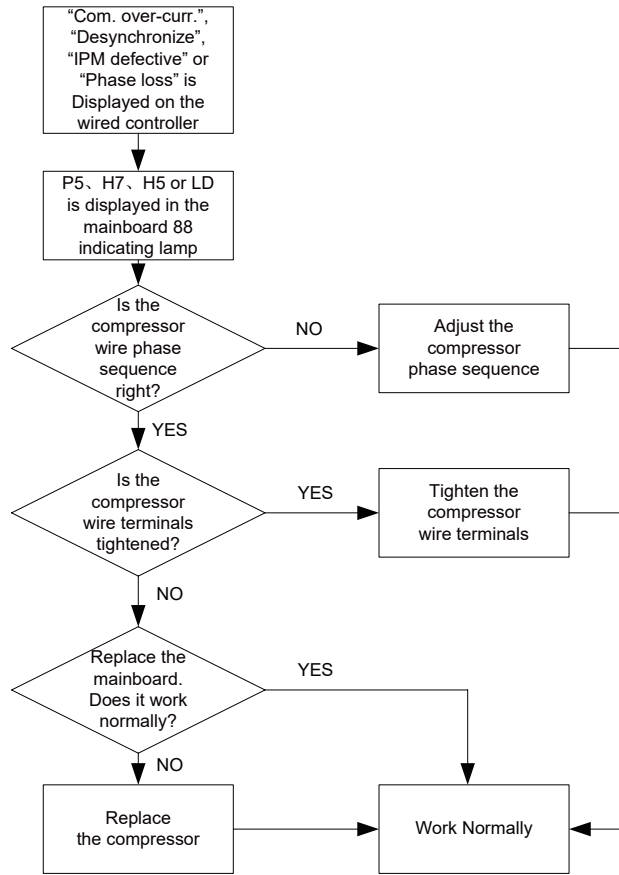 “Com. over-curr.”,
“Desynchronize”,
“IPM defective” or
“Phase loss” is
Displayed on the
wired controller
P5、H7、H5 or LD
is displayed in the
mainboard 88
indicating lamp
Is the
compressor
wire phase
sequence
right?
NO
Adjust the
compressor
phase sequence
YES
Is the
compressor
wire terminals
tightened?
YES
Tighten the
compressor
wire terminals
NO
Replace the
mainboard.
Does it work
normally?
YES
NO
Replace
the compressor
Work Normally